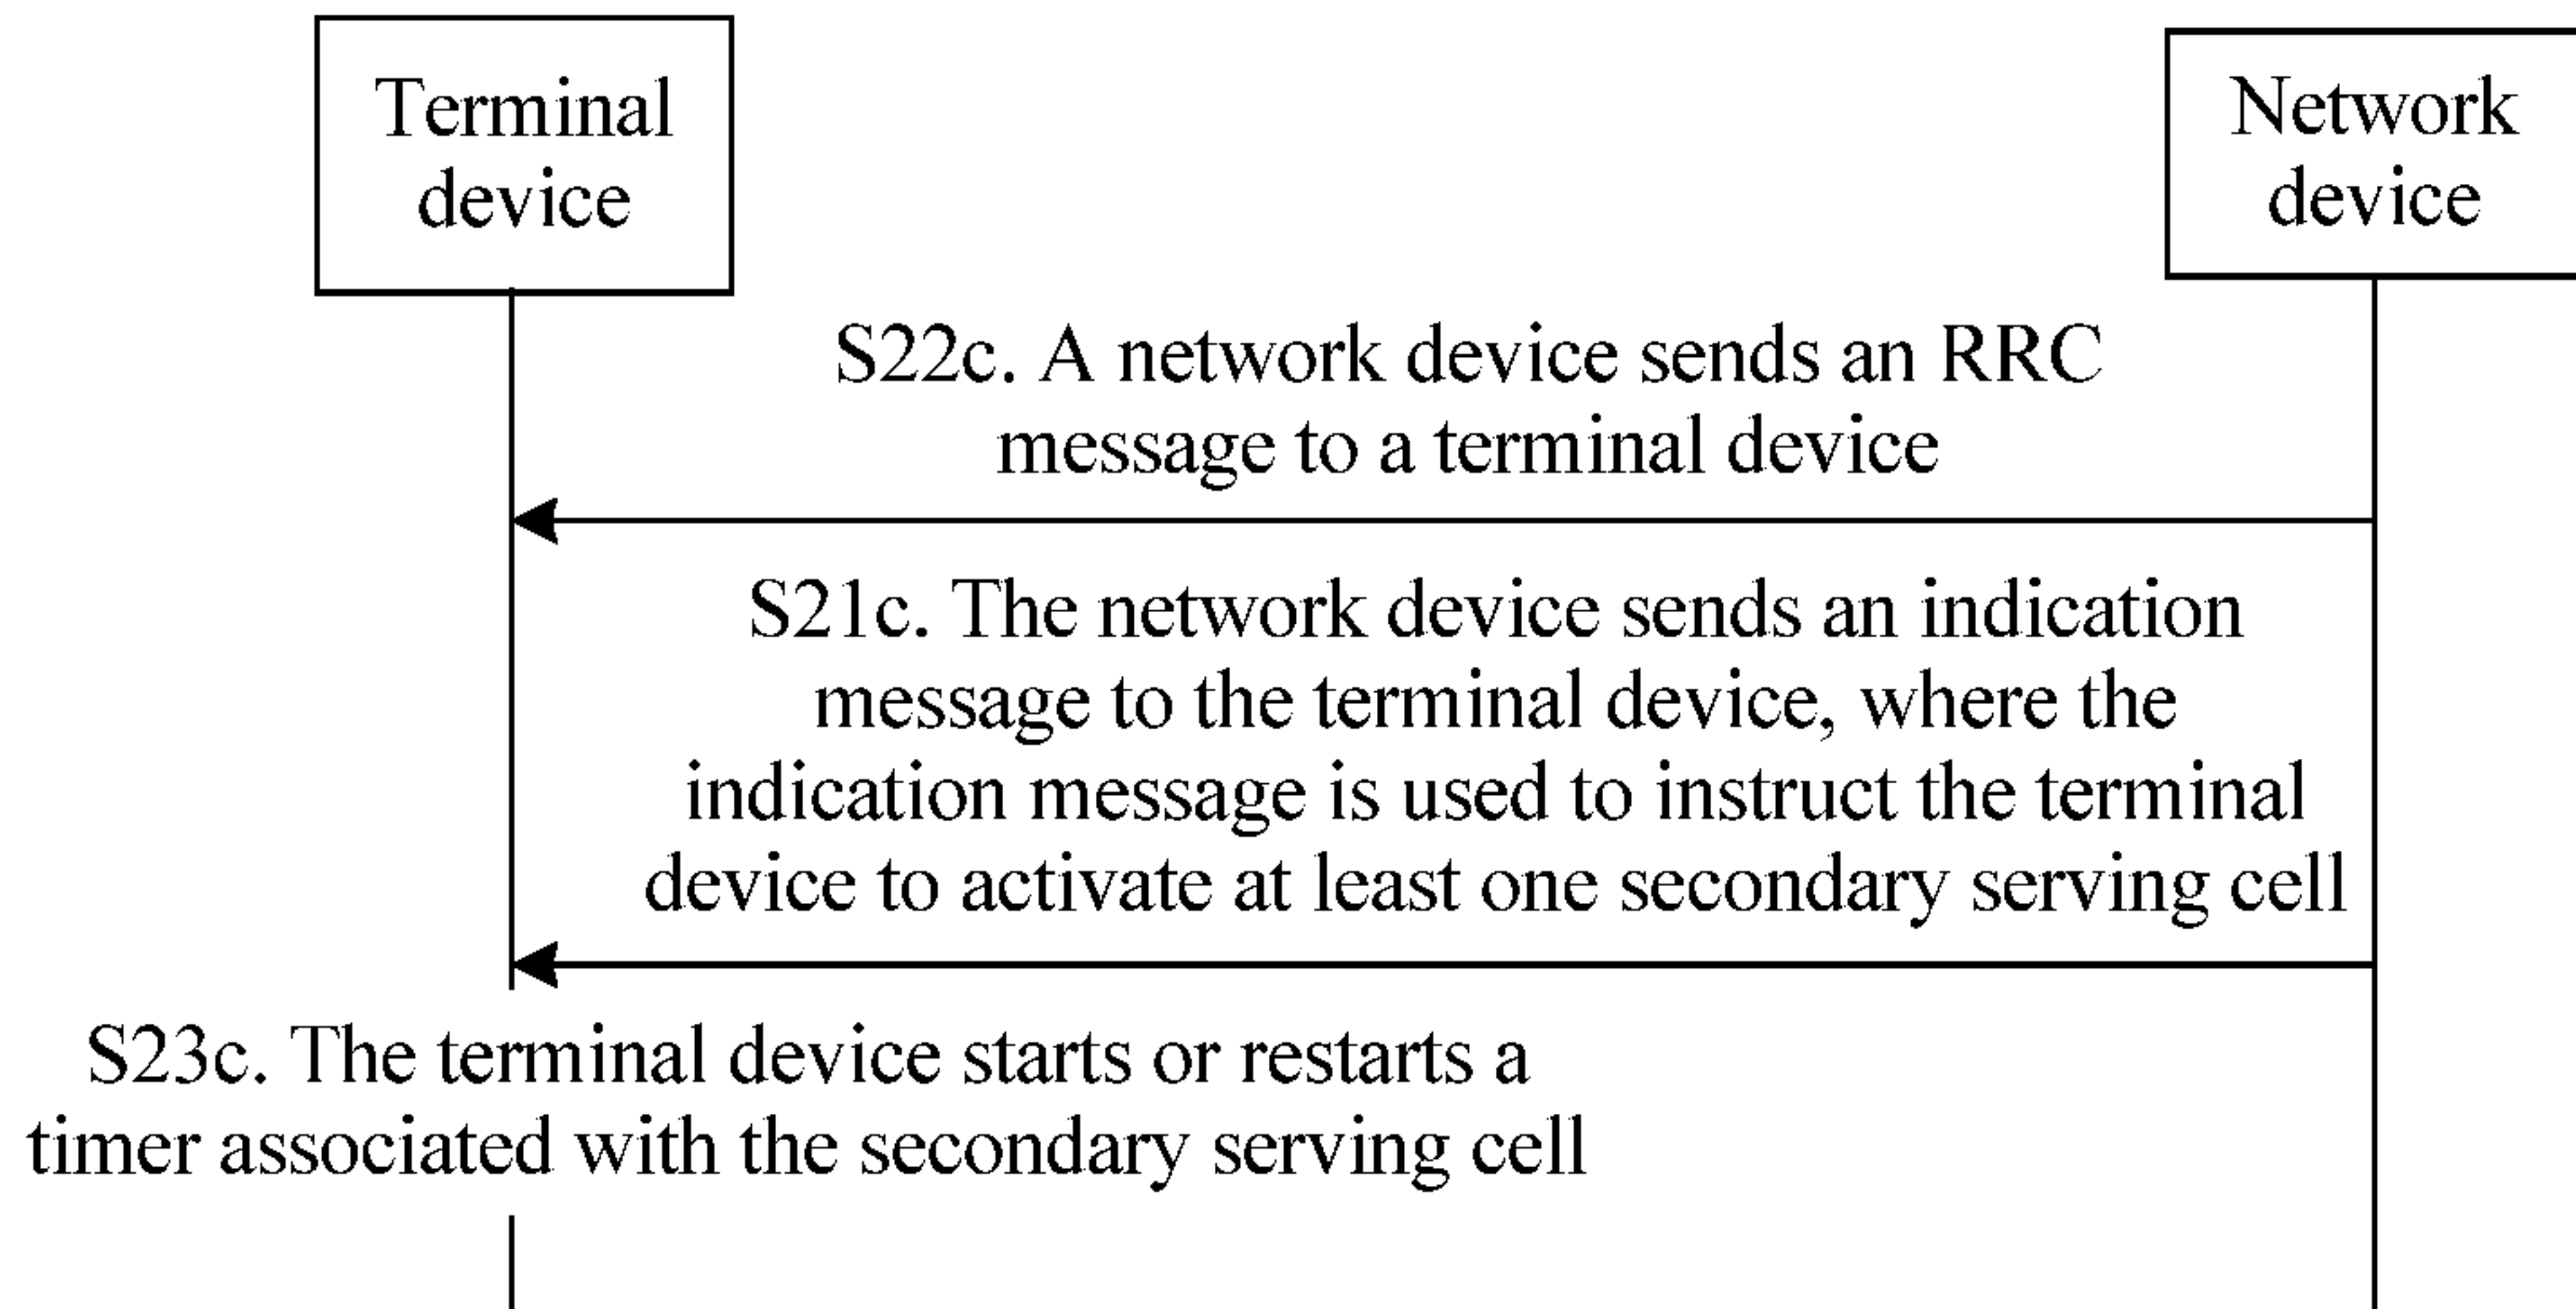 Terminal
device
Network
device
S22c. A network device sends an RRC
message to a terminal device
S21c. The network device sends an indication
message to the terminal device, where the
indication message is used to instruct the terminal
device to activate at least one secondary serving cell
S23c. The terminal device starts or restarts a
timer associated with the secondary serving cell